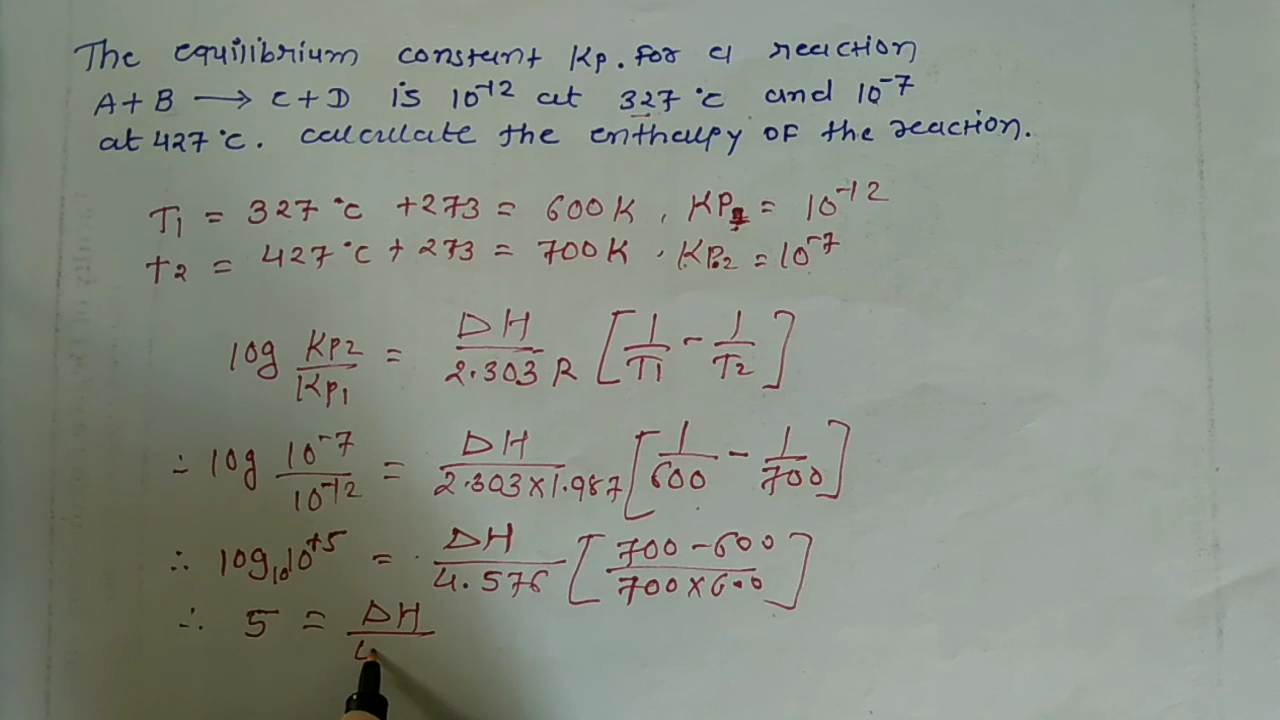 The equilibrium constant Kp. for a reaction
A + B → C + D is 10⁻¹² at 327 °C and 10⁻⁷
at 427 °C. calculate the enthalpy of the reaction.
T₁ = 327 °C + 273 = 600 K, KP₁ = 10⁻¹²
T₂ = 427 °C + 273 = 700 K. KP₂ = 10⁻⁷
log Kp₂/Kp₁ = ΔH/2.303 R [1/T₁ - 1/T₂]
∴ log 10⁻⁷/10⁻¹² = ΔH/2.303×1.987 [1/600 - 1/700]
∴ log₁₀10⁺⁵ = ΔH/4.576 [700 - 600/700×600]
∴ 5 = ΔH/